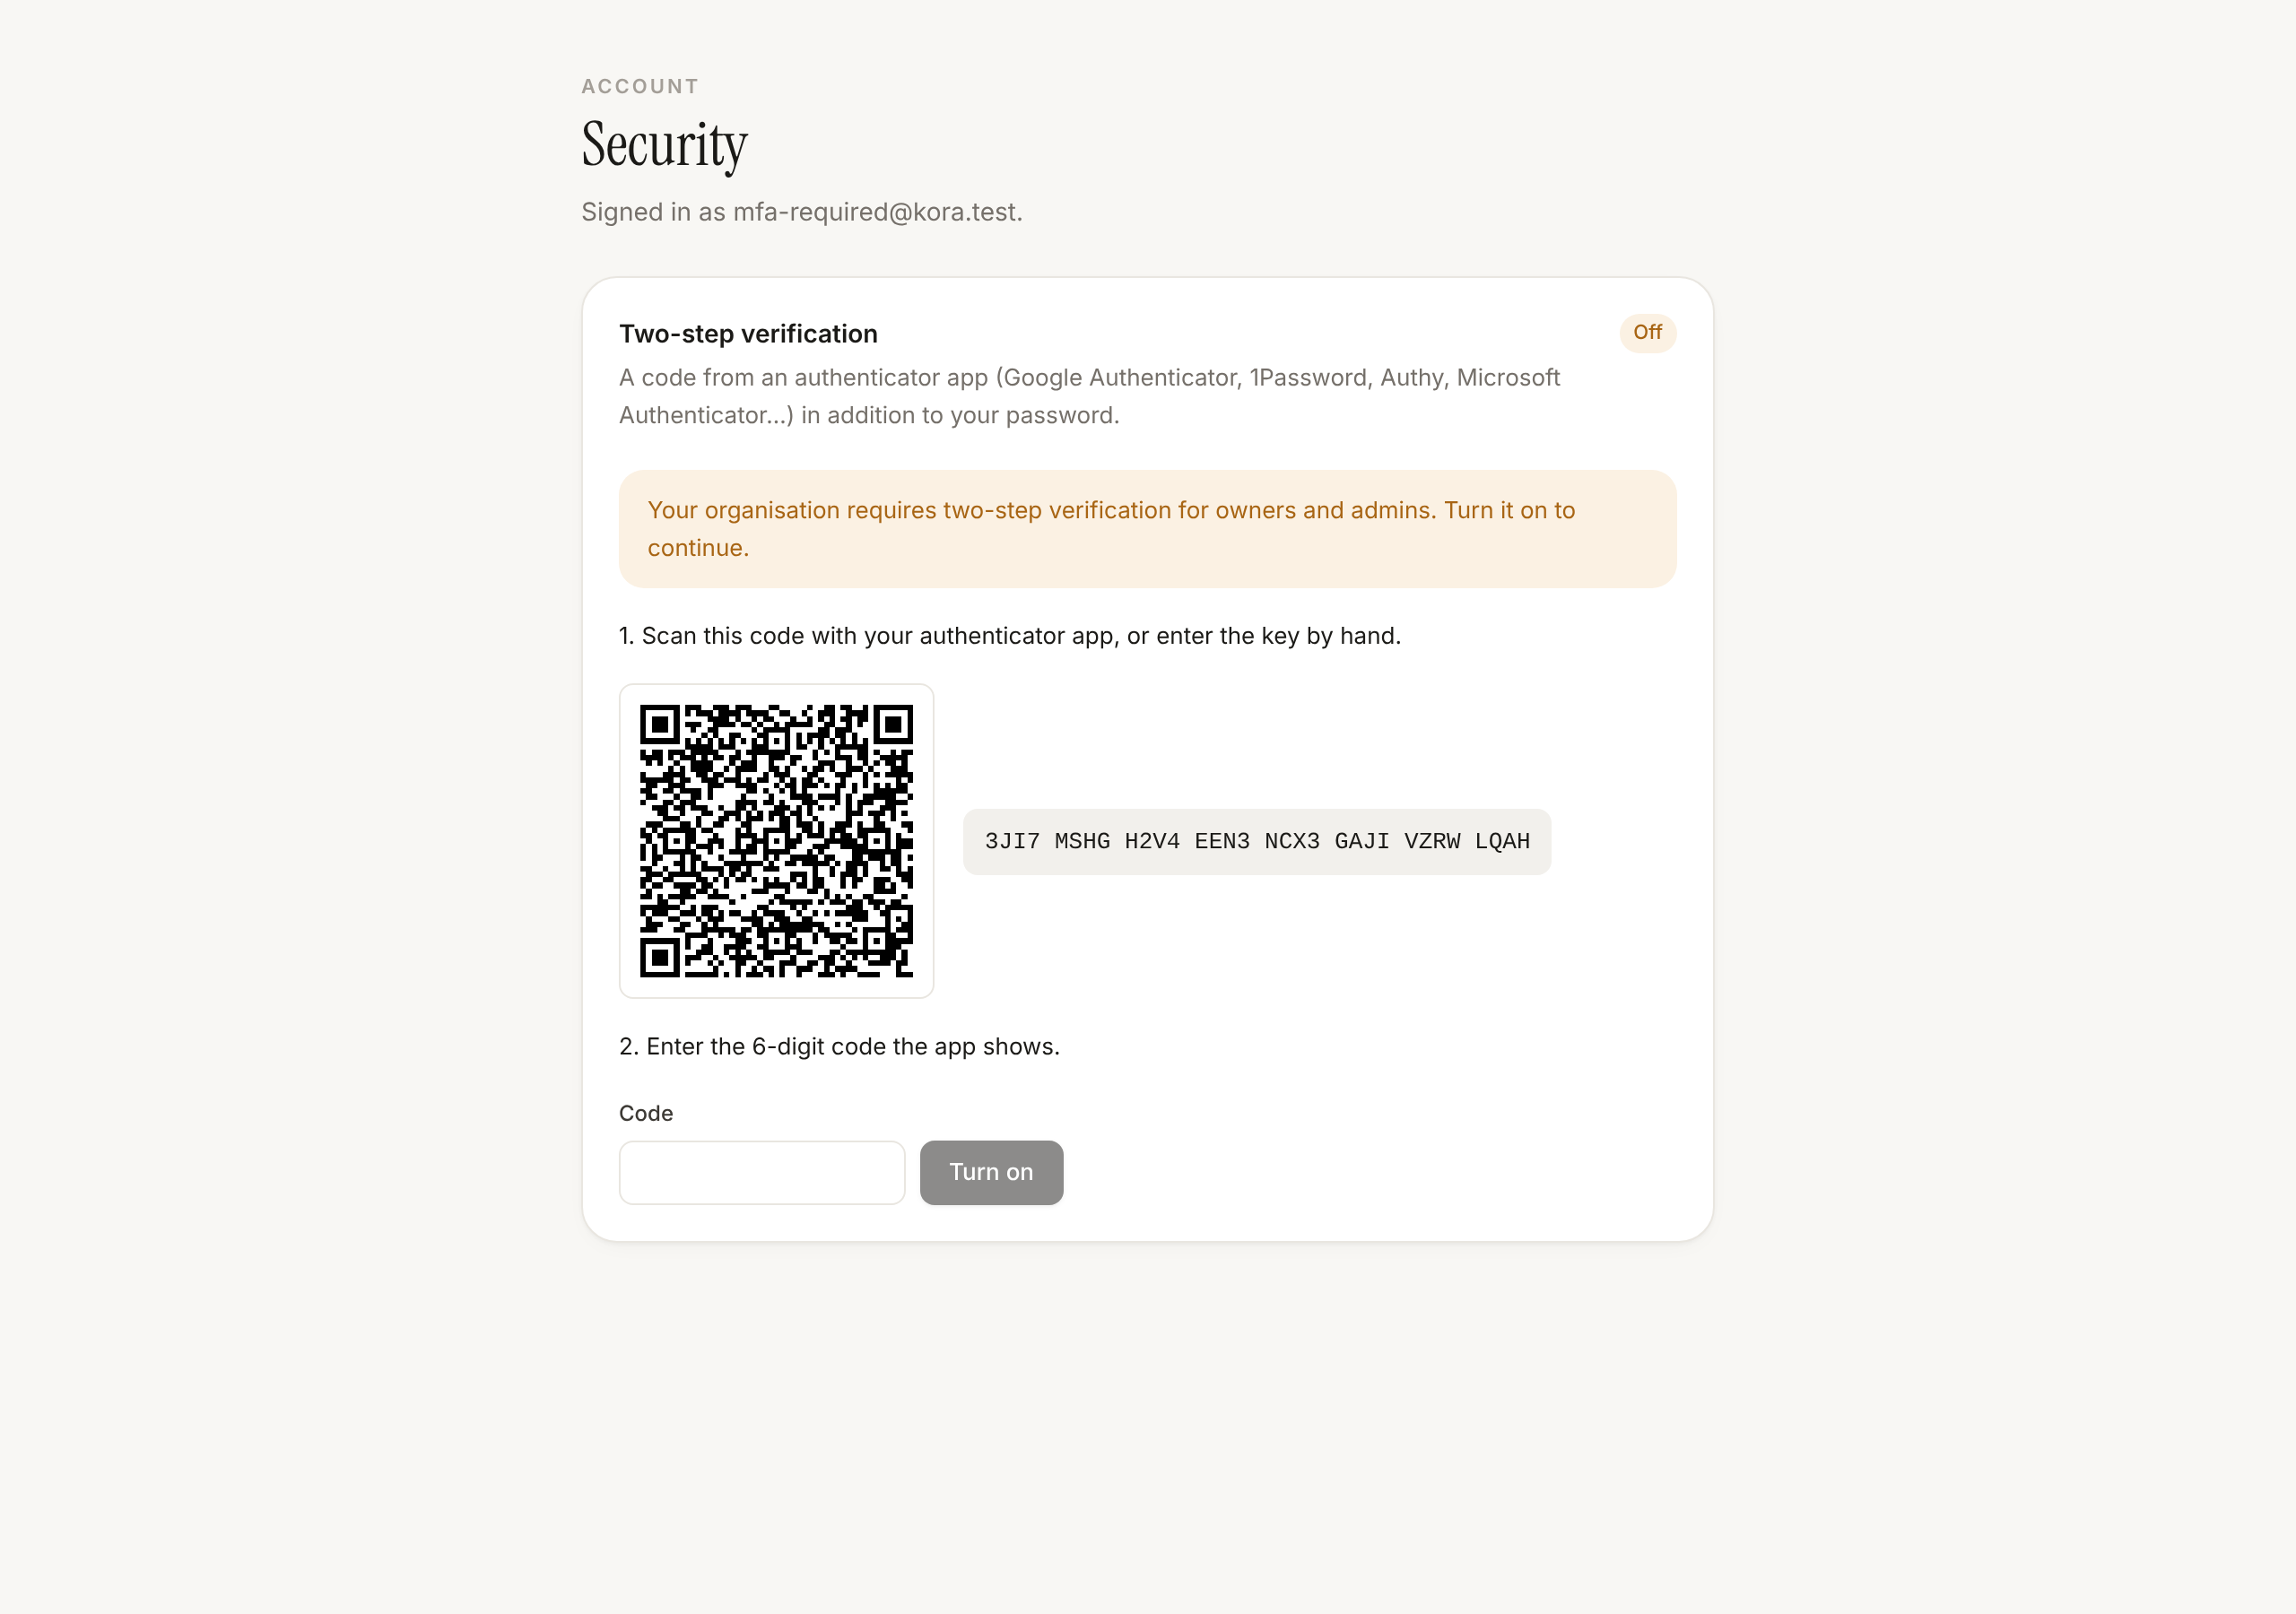 ACCOUNT
Security
Signed in as mfa-required@kora.test.
Two-step verification
Off
A code from an authenticator app (Google Authenticator, 1Password, Authy, Microsoft
Authenticator...) in addition to your password.
Your organisation requires two-step verification for owners and admins. Turn it on to
continue.
1. Scan this code with your authenticator app, or enter the key by hand.
3JI7 MSHG H2V4 EEN3 NCX3 GAJI VZRW LQAH
2. Enter the 6-digit code the app shows.
Code
Turn on